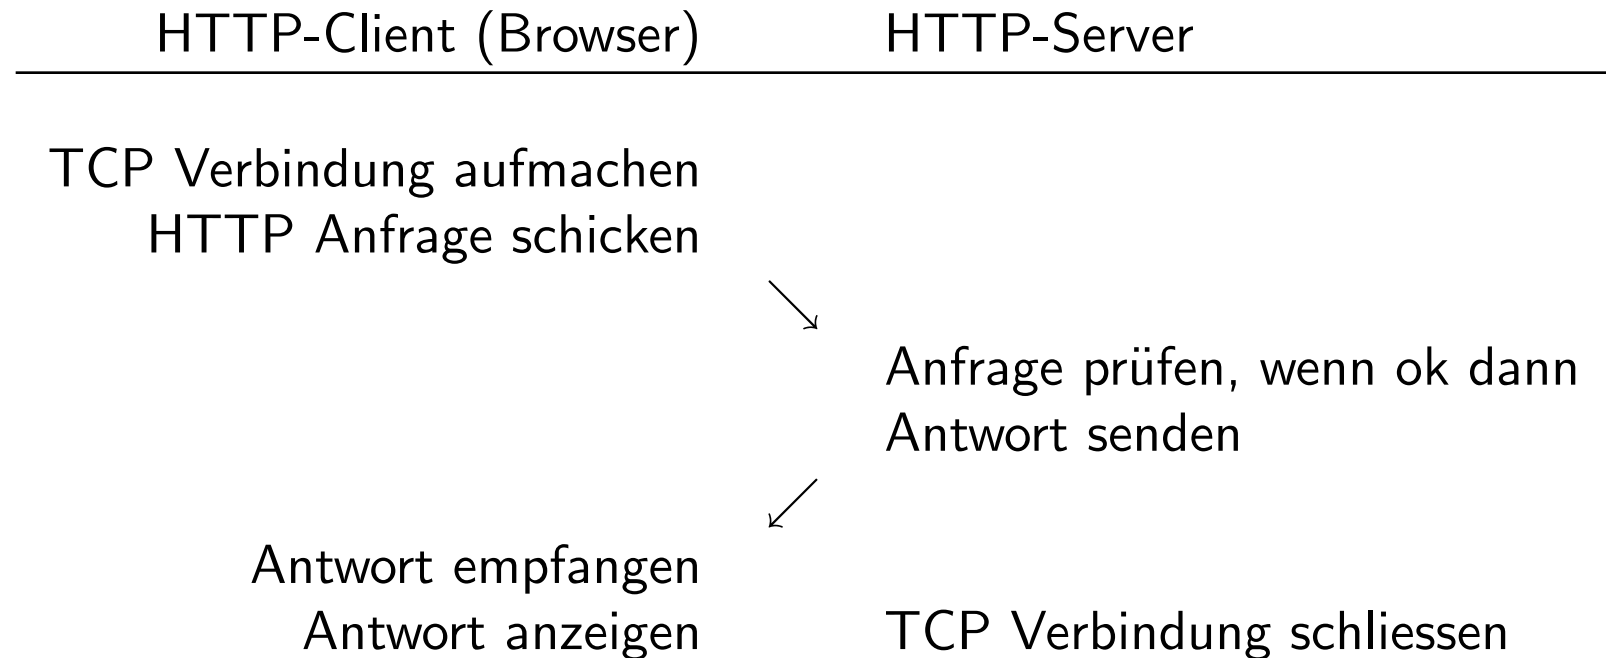 HTTP-Client (Browser) HTTP-Server
TCP Verbindung aufmachen
HTTP Anfrage schicken
Anfrage prüfen, wenn ok dann
Antwort senden
Antwort empfangen
Antwort anzeigen TCP Verbindung schliessen